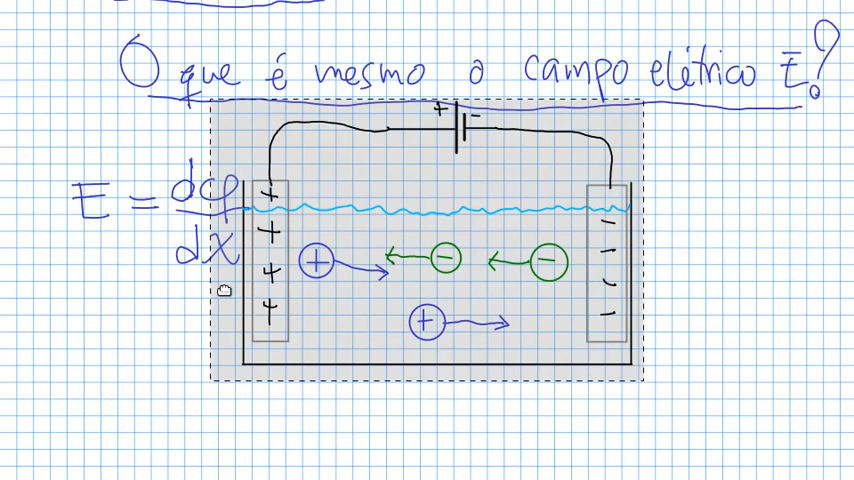 O que é mesmo o campo elétrico E?
+ -
E = dφ/dx
+ -
+ -
+ -
+ -
+ - -
+